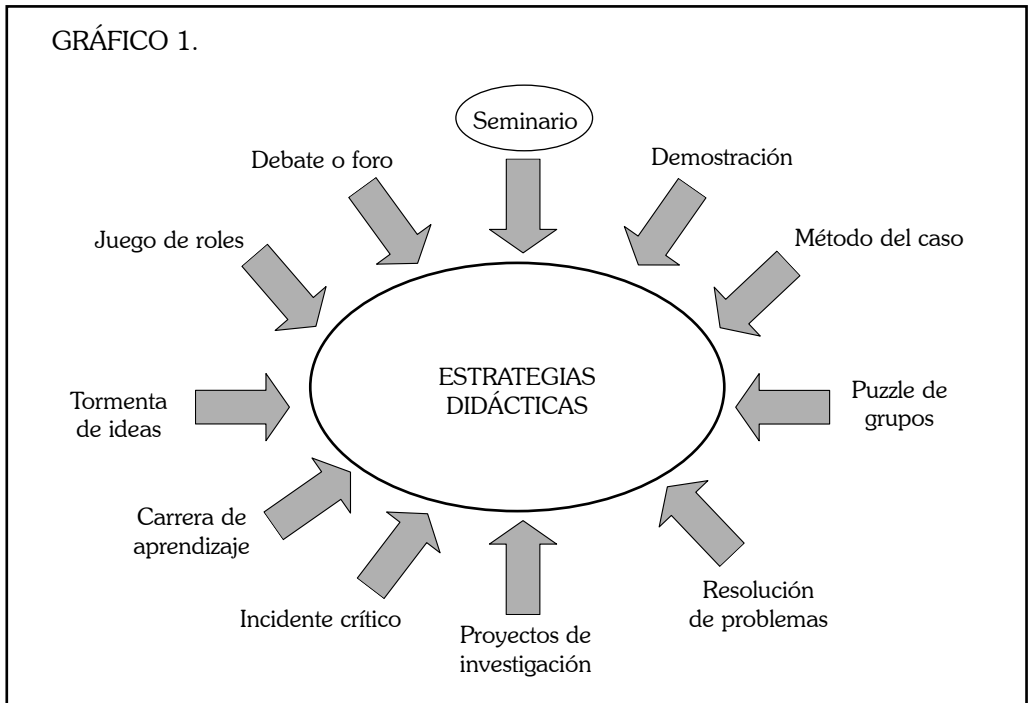 GRÁFICO 1.
Seminario
Debate o foro
Demostración
Juego de roles
Método del caso
ESTRATEGIAS
DIDÁCTICAS
Tormenta
de ideas
Puzzle de
grupos
Carrera de
aprendizaje
Resolución
de problemas
Incidente crítico
Proyectos de
investigación